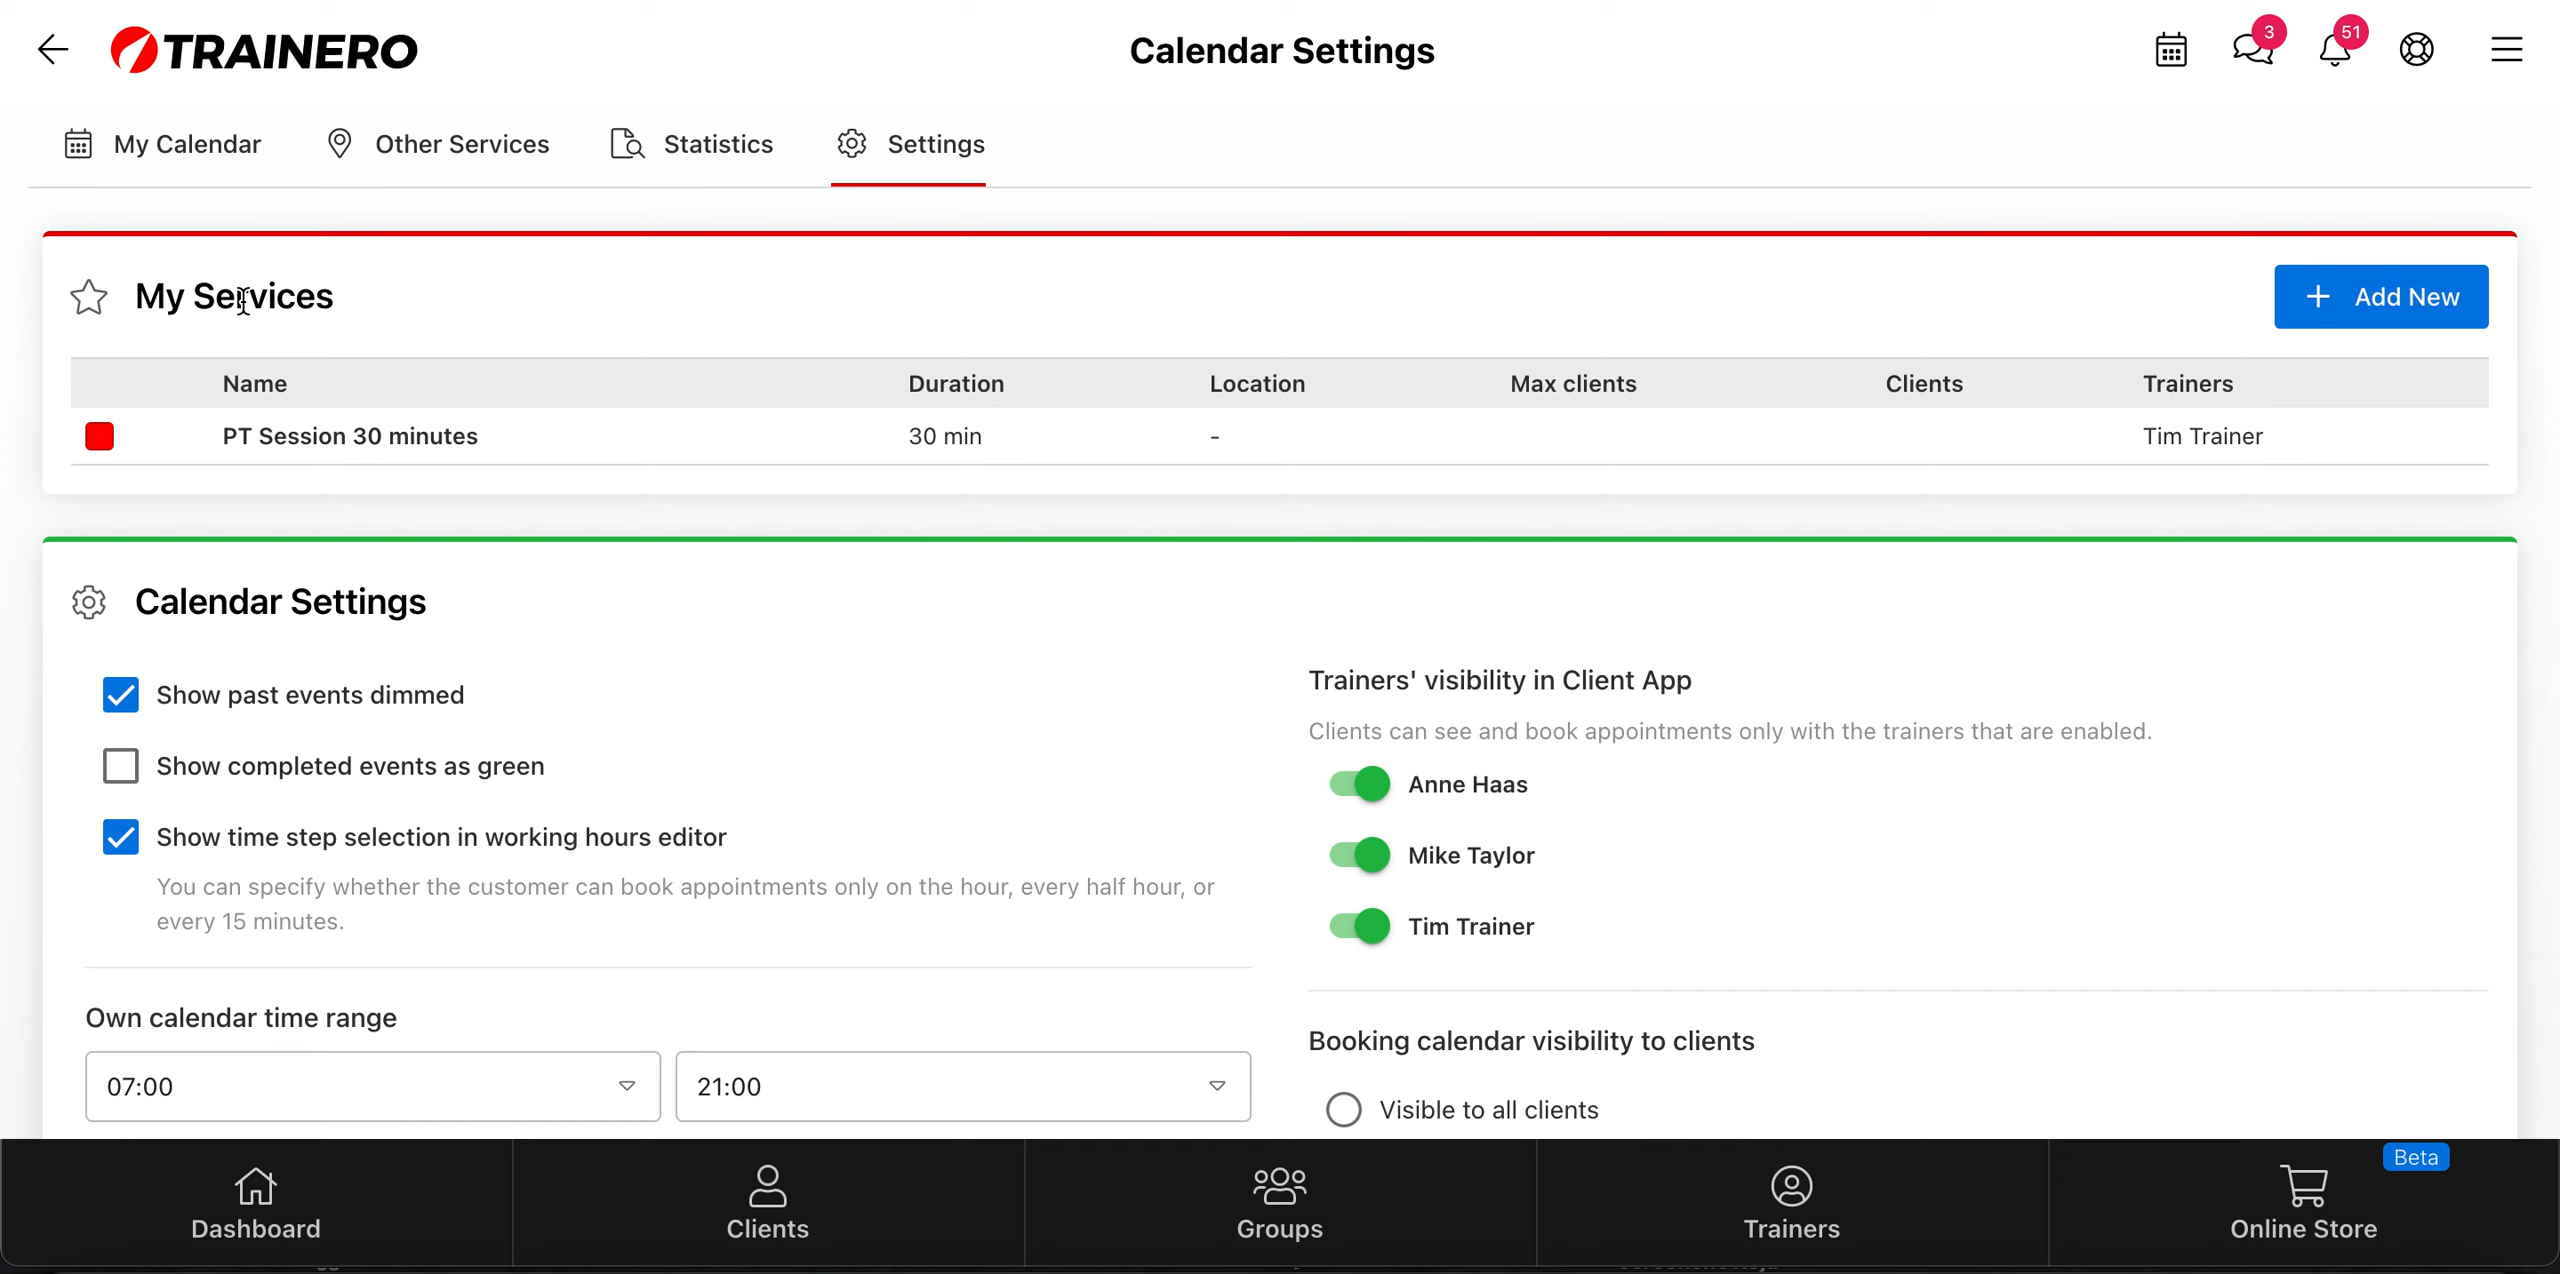 TRAINERO
Calendar Settings
3
51
My Calendar
Other Services
Statistics
Settings
My Services
Add New
Name
Duration
Location
Max clients
Clients
Trainers
PT Session 30 minutes
30 min
-
Tim Trainer
Calendar Settings
Show past events dimmed
Show completed events as green
Show time step selection in working hours editor
You can specify whether the customer can book appointments only on the hour, every half hour, or
every 15 minutes.
Own calendar time range
07:00
21:00
Trainers' visibility in Client App
Clients can see and book appointments only with the trainers that are enabled.
Anne Haas
Mike Taylor
Tim Trainer
Booking calendar visibility to clients
Visible to all clients
Dashboard
Clients
Groups
Trainers
Beta
Online Store